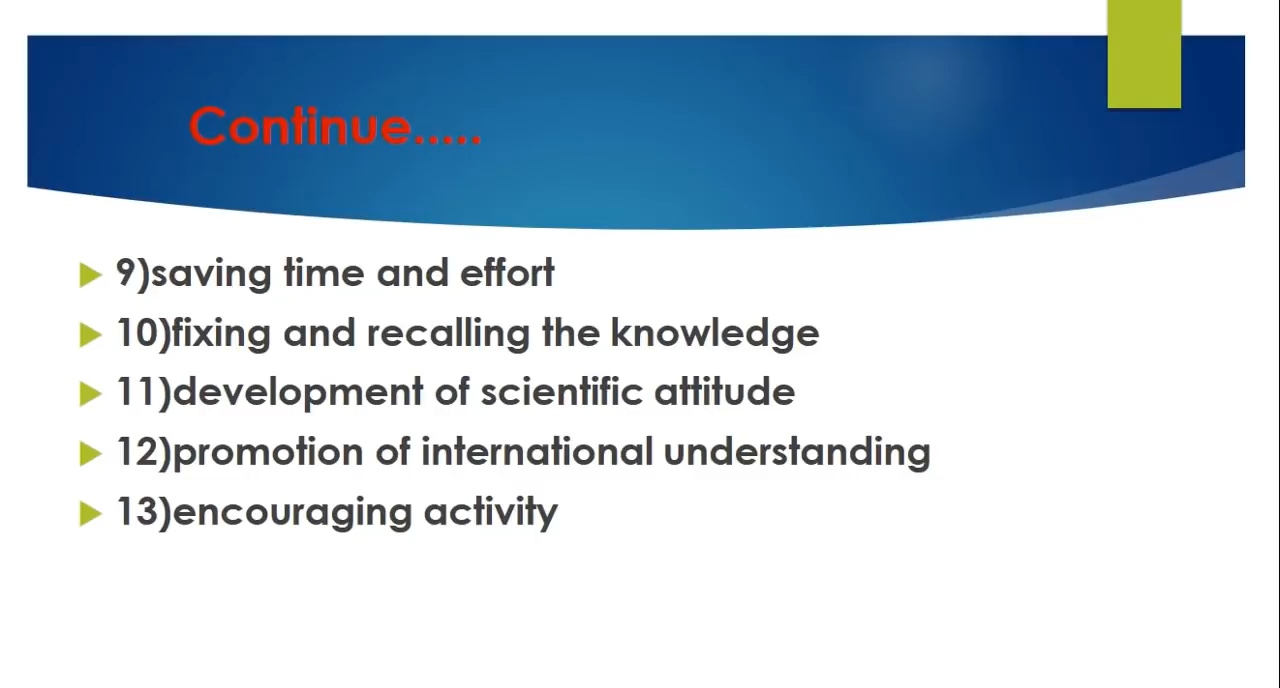 Continue.....
9)saving time and effort
10)fixing and recalling the knowledge
11)development of scientific attitude
12)promotion of international understanding
13)encouraging activity